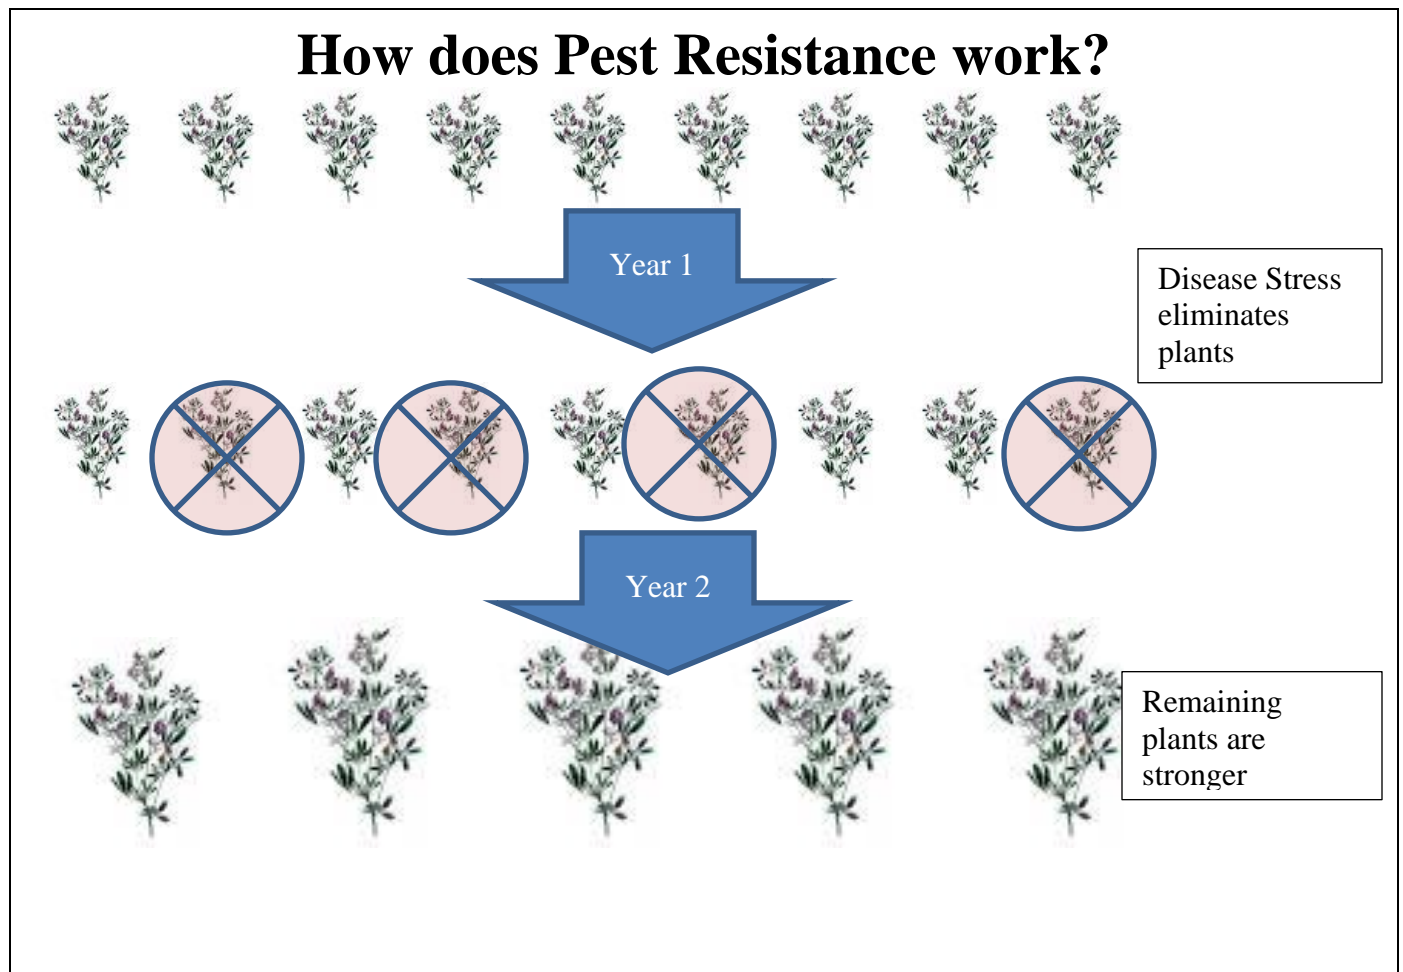 How does Pest Resistance work?
Year 1
Disease Stress
eliminates
plants
Year 2
Remaining
plants are
stronger